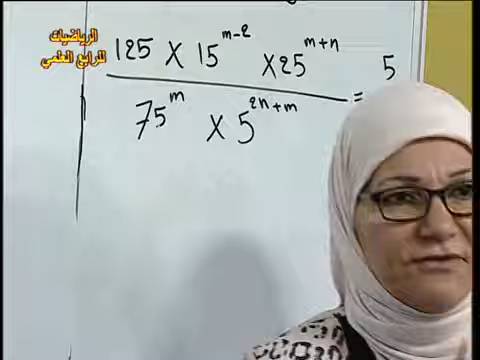 الرياضيات
للرابع العلمي
125 × 15^{m-2} × 25^{m+n}
75^{m} × 5^{2n+m}
= 5